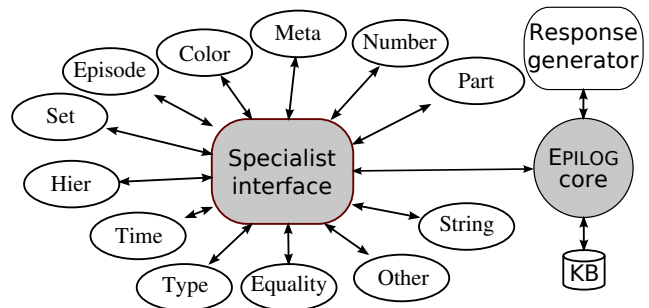 Meta
Color
Number
Response
generator
Episode
Part
Set
Specialist
interface
EPILOG
core
Hier
String
Time
Type
Equality
Other
KB